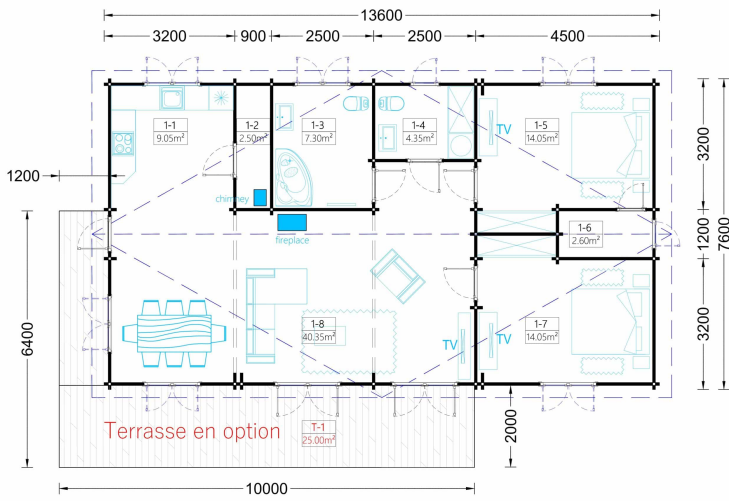 13600
3200 900 2500 2500 4500
1-1
9.05m²
1-2
2.50m²
1-3
7.30m²
1-4
4.35m²
TV
1-5
14.05m²
3200
7600
1200
chimney
fireplace
1-6
2.60m²
1200
6400
1-8
40.35m²
TV
TV
1-7
14.05m²
3200
Terrasse en option
T-1
25.00m²
2000
10000